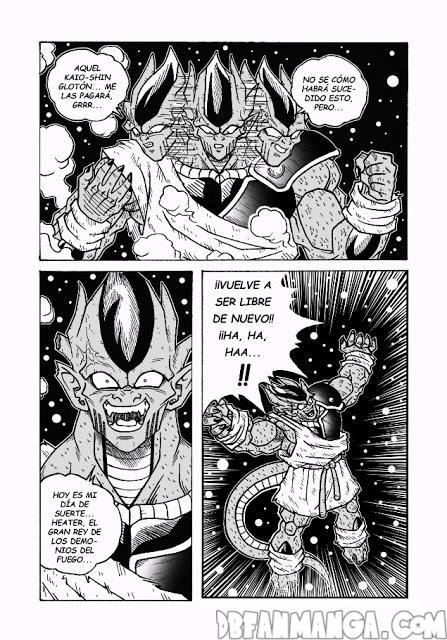 AQUEL
KAIO-SHIN
GLOTÓN... ME
LAS PAGARÁ,
GRRR...
NO SE CÓMO
HABRÁ SUCE-
DIDO ESTO,
PERO...
HOY ES MI
DÍA DE
SUERTE...
HEATER, EL
GRAN REY DE
LOS DEMO-
NIOS DEL
FUEGO...
¡¡VUELVE A
SER LIBRE
DE NUEVO!!
¡¡HA, HA,
HAA...
!!
DBFANMANGA.COM